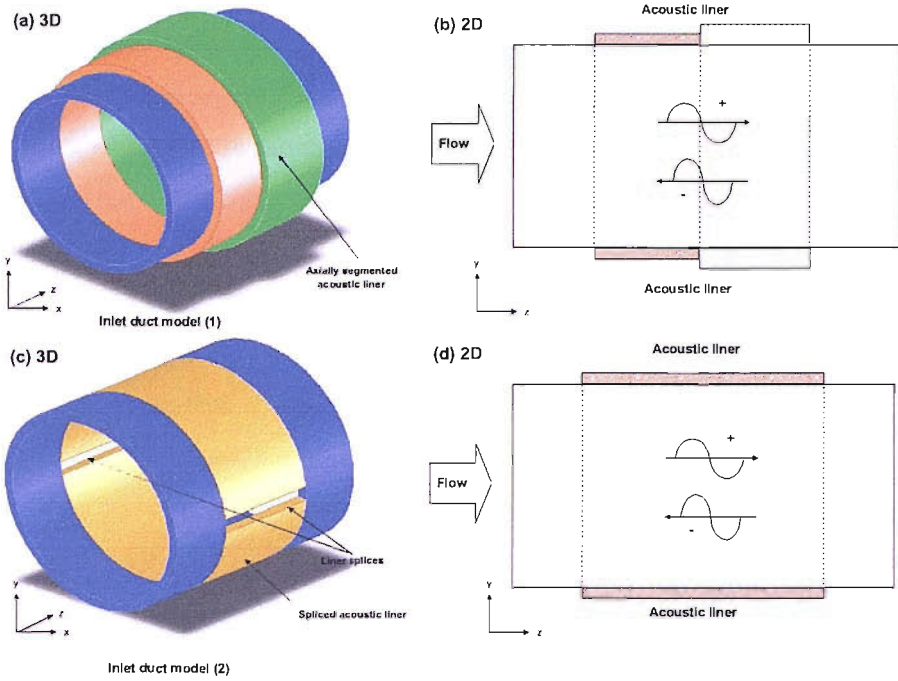 (a) 3D
Axially segmented
acoustic liner
y
z
x
Inlet duct model (1)
(b) 2D
Acoustic liner
Flow
+
-
Acoustic liner
y
z
(c) 3D
Liner splices
Spliced acoustic liner
y
z
x
Inlet duct model (2)
(d) 2D
Acoustic liner
Flow
+
-
Acoustic liner
y
z